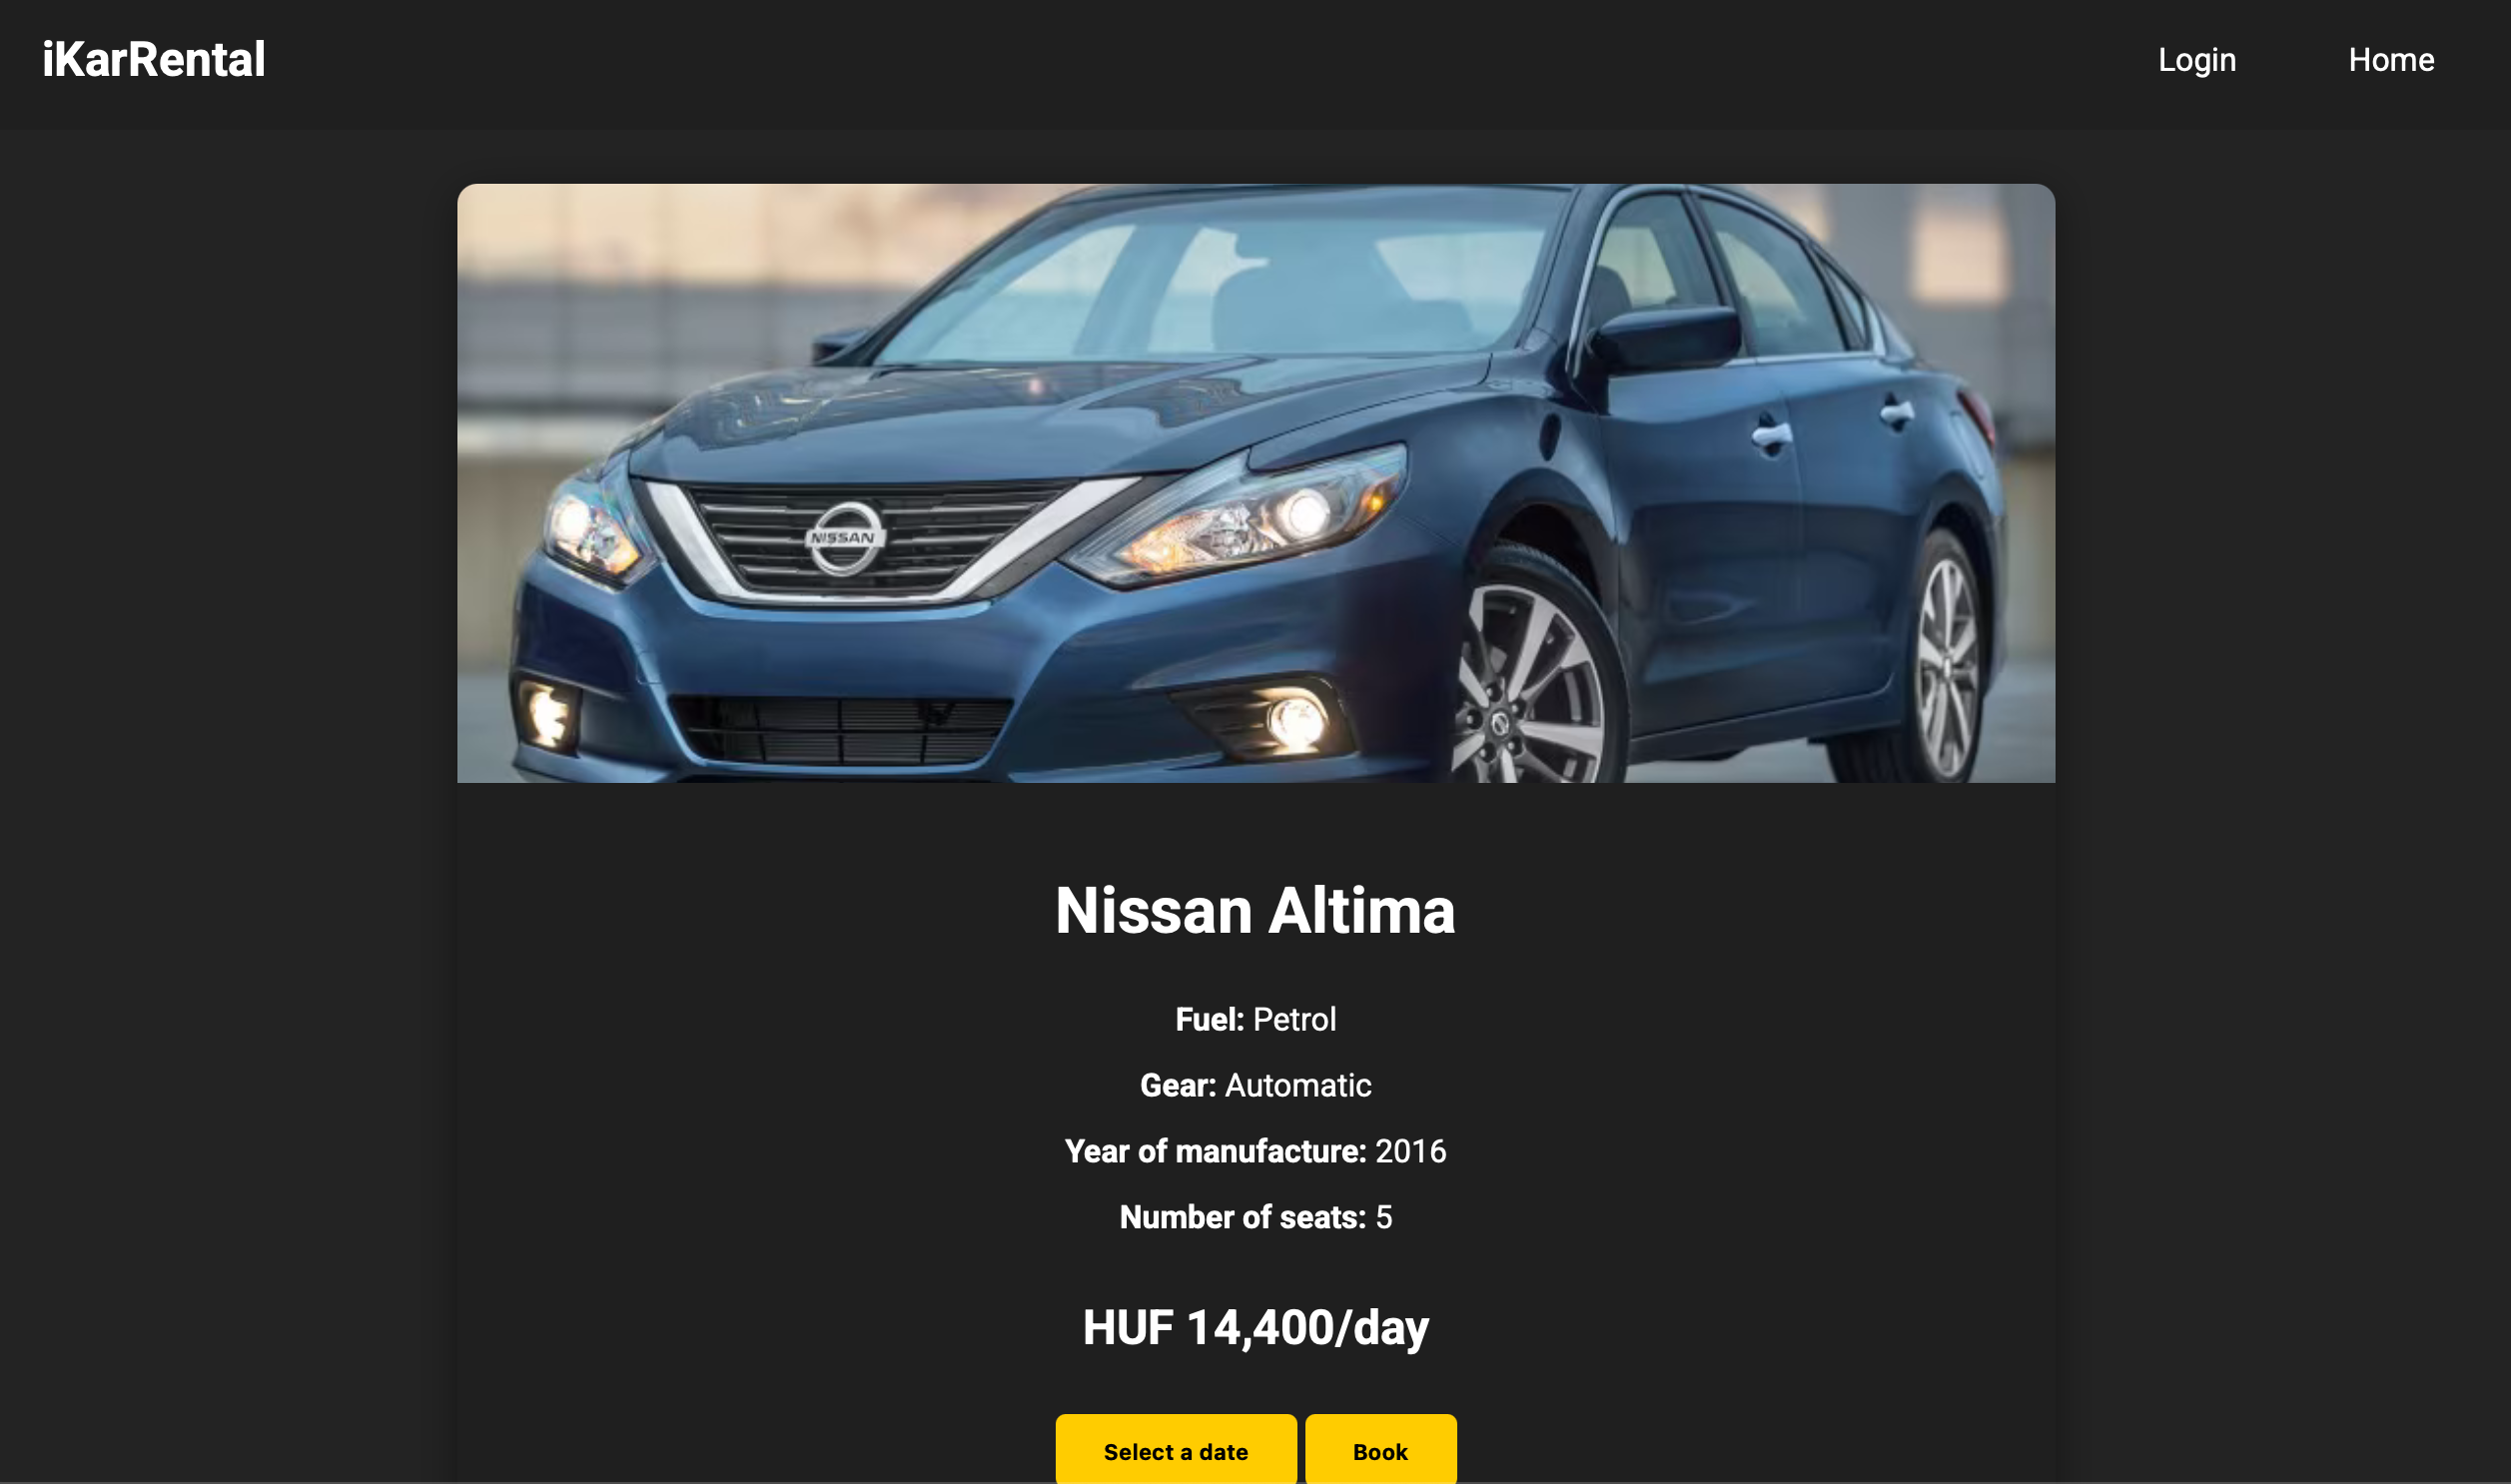 iKarRental
Login
Home
NISSAN
Nissan Altima
Fuel: Petrol
Gear: Automatic
Year of manufacture: 2016
Number of seats: 5
HUF 14,400/day
Select a date
Book